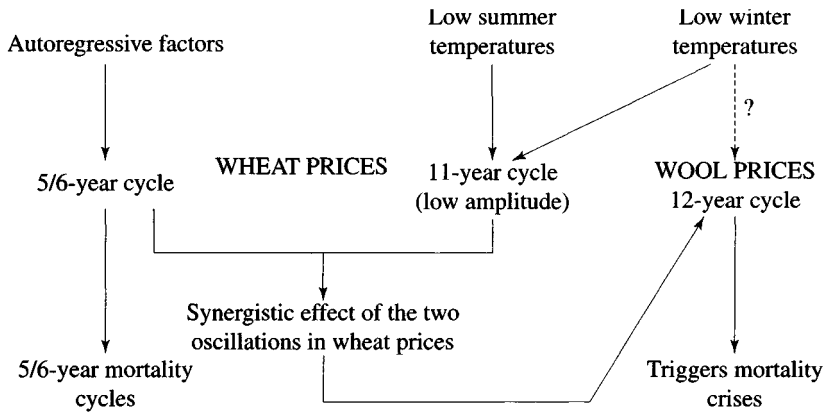 Autoregressive factors
Low summer
temperatures
Low winter
temperatures
?
5/6-year cycle
WHEAT PRICES
11-year cycle
(low amplitude)
WOOL PRICES
12-year cycle
Synergistic effect of the two
oscillations in wheat prices
5/6-year mortality
cycles
Triggers mortality
crises